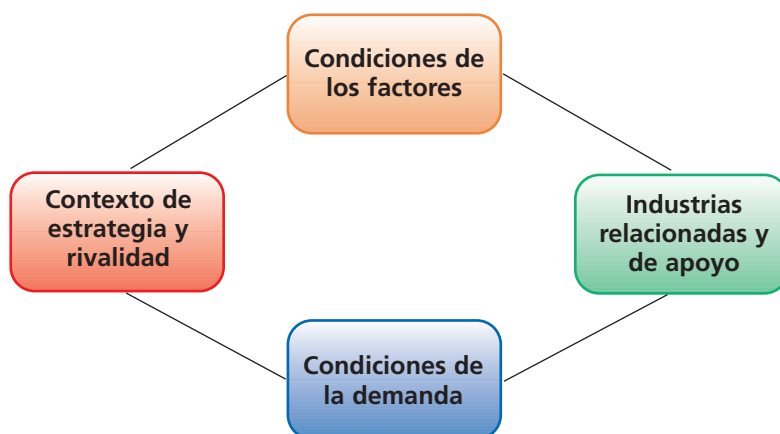 Condiciones de
los factores
Contexto de
estrategia y
rivalidad
Industrias
relacionadas y
de apoyo
Condiciones de
la demanda